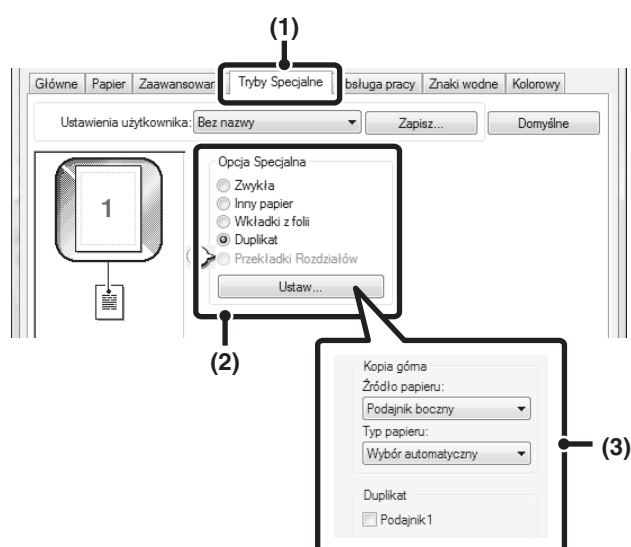 (1)
Główne Papier Zaawansowan Tryby Specjalne bsługa pracy Znaki wodne Kolorowy
Ustawienia użytkownika: Bez nazwy Zapisz... Domyślne
Opcja Specjalna
Zwykła
Inny papier
Wkładki z folii
Duplikat
Przekładki Rozdziałów
Ustaw...
1
(2)
Kopia górna
Źródło papieru:
Podajnik boczny
Typ papieru:
Wybór automatyczny
(3)
Duplikat
Podajnik1